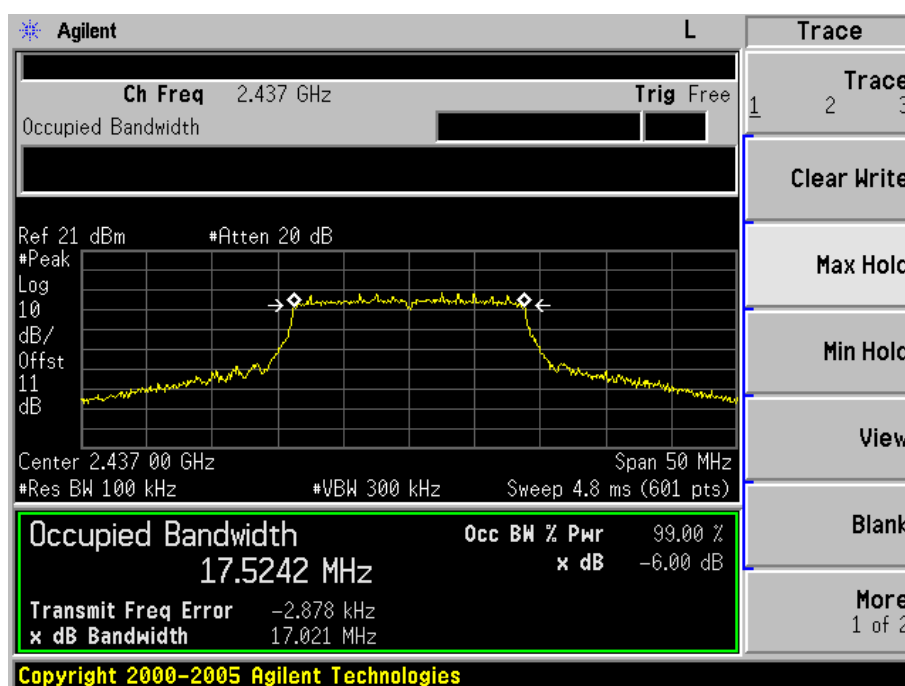 Agilent L Trace
Ch Freq 2.437 GHz Trig Free
Occupied Bandwidth
Trace
1 2 3
Clear Write
Max Hold
Min Hold
View
Blank
More
1 of 2
Ref 21 dBm #Atten 20 dB
#Peak
Log
10
dB/
Offst
11
dB
Center 2.437 00 GHz Span 50 MHz
#Res BW 100 kHz #VBW 300 kHz Sweep 4.8 ms (601 pts)
Occupied Bandwidth
17.5242 MHz
Occ BW % Pwr 99.00 %
x dB -6.00 dB
Transmit Freq Error -2.878 kHz
x dB Bandwidth 17.021 MHz
Copyright 2000-2005 Agilent Technologies